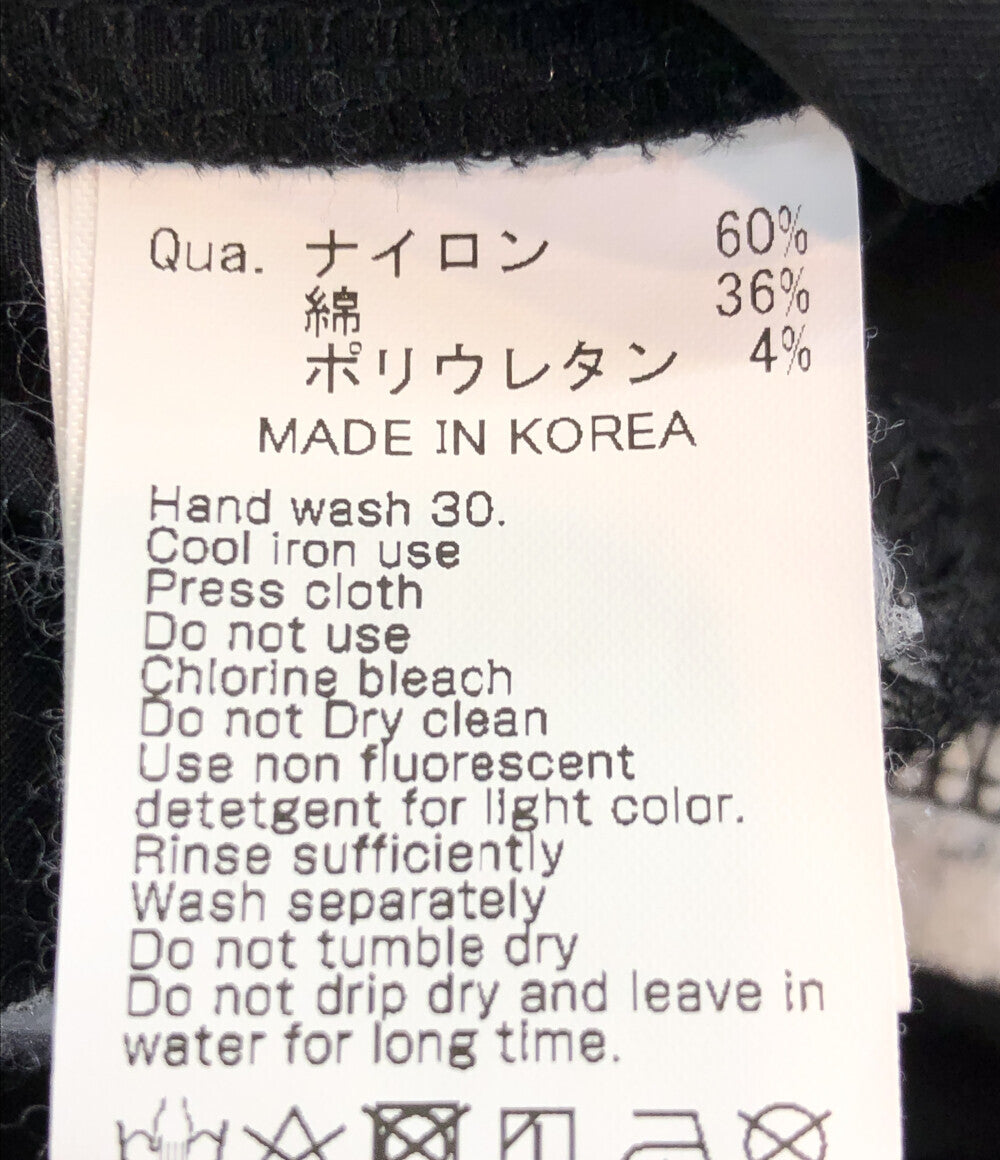 Qua. ナイロン 60%
綿 36%
ポリウレタン 4%
MADE IN KOREA
Hand wash 30.
Cool iron use
Press cloth
Do not use
Chlorine bleach
Do not Dry clean
Use non fluorescent
detetgent for light color.
Rinse sufficiently
Wash separately
Do not tumble dry
Do not drip dry and leave in
water for long time.